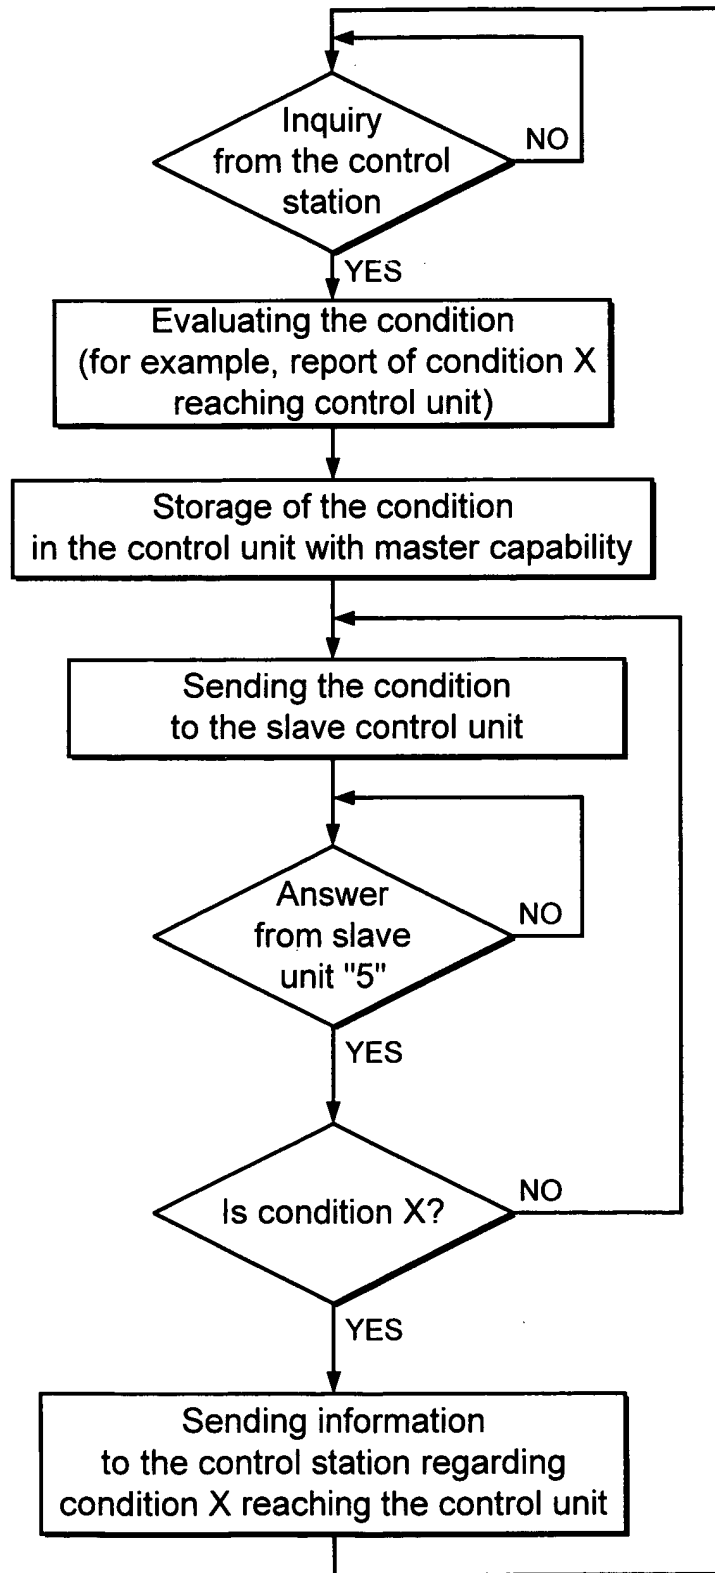 Inquiry
from the control
station
NO
YES
Evaluating the condition
(for example, report of condition X
reaching control unit)
Storage of the condition
in the control unit with master capability
Sending the condition
to the slave control unit
Answer
from slave
unit "5"
NO
YES
Is condition X?
NO
YES
Sending information
to the control station regarding
condition X reaching the control unit